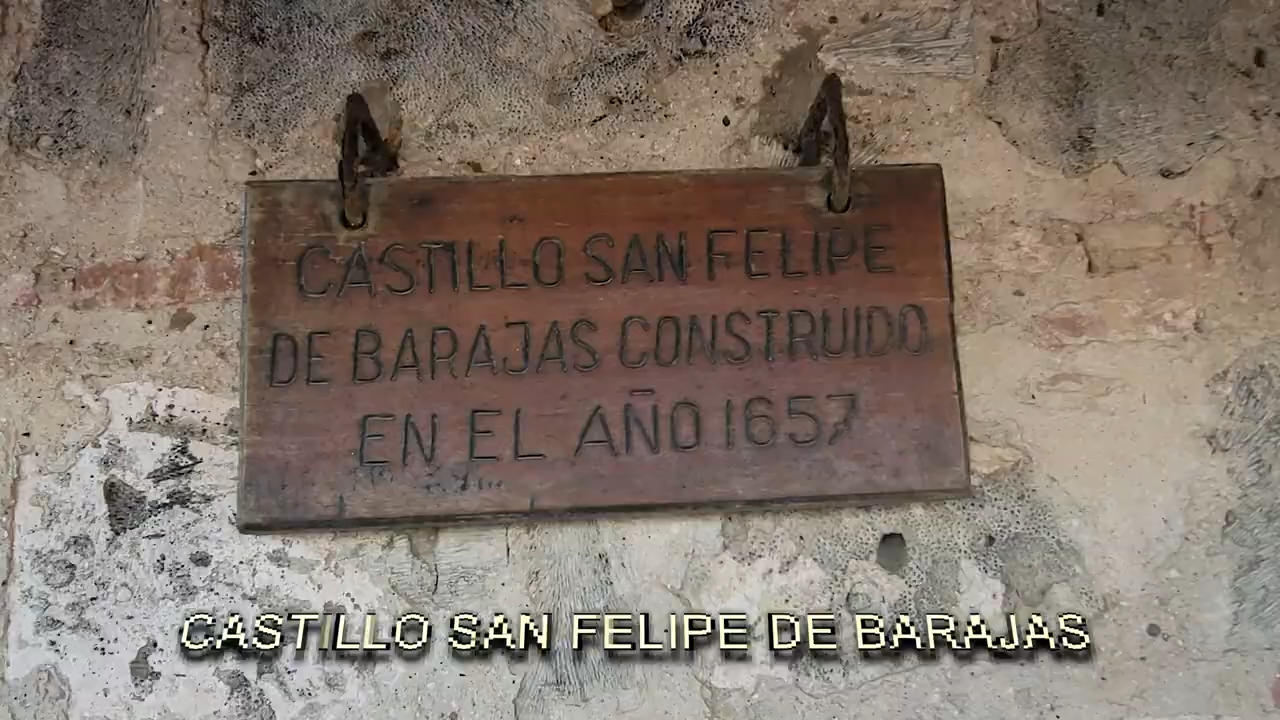 CASTILLO SAN FELIPE
DE BARAJAS CONSTRUIDO
EN EL AÑO 1657
CASTILLO SAN FELIPE DE BARAJAS